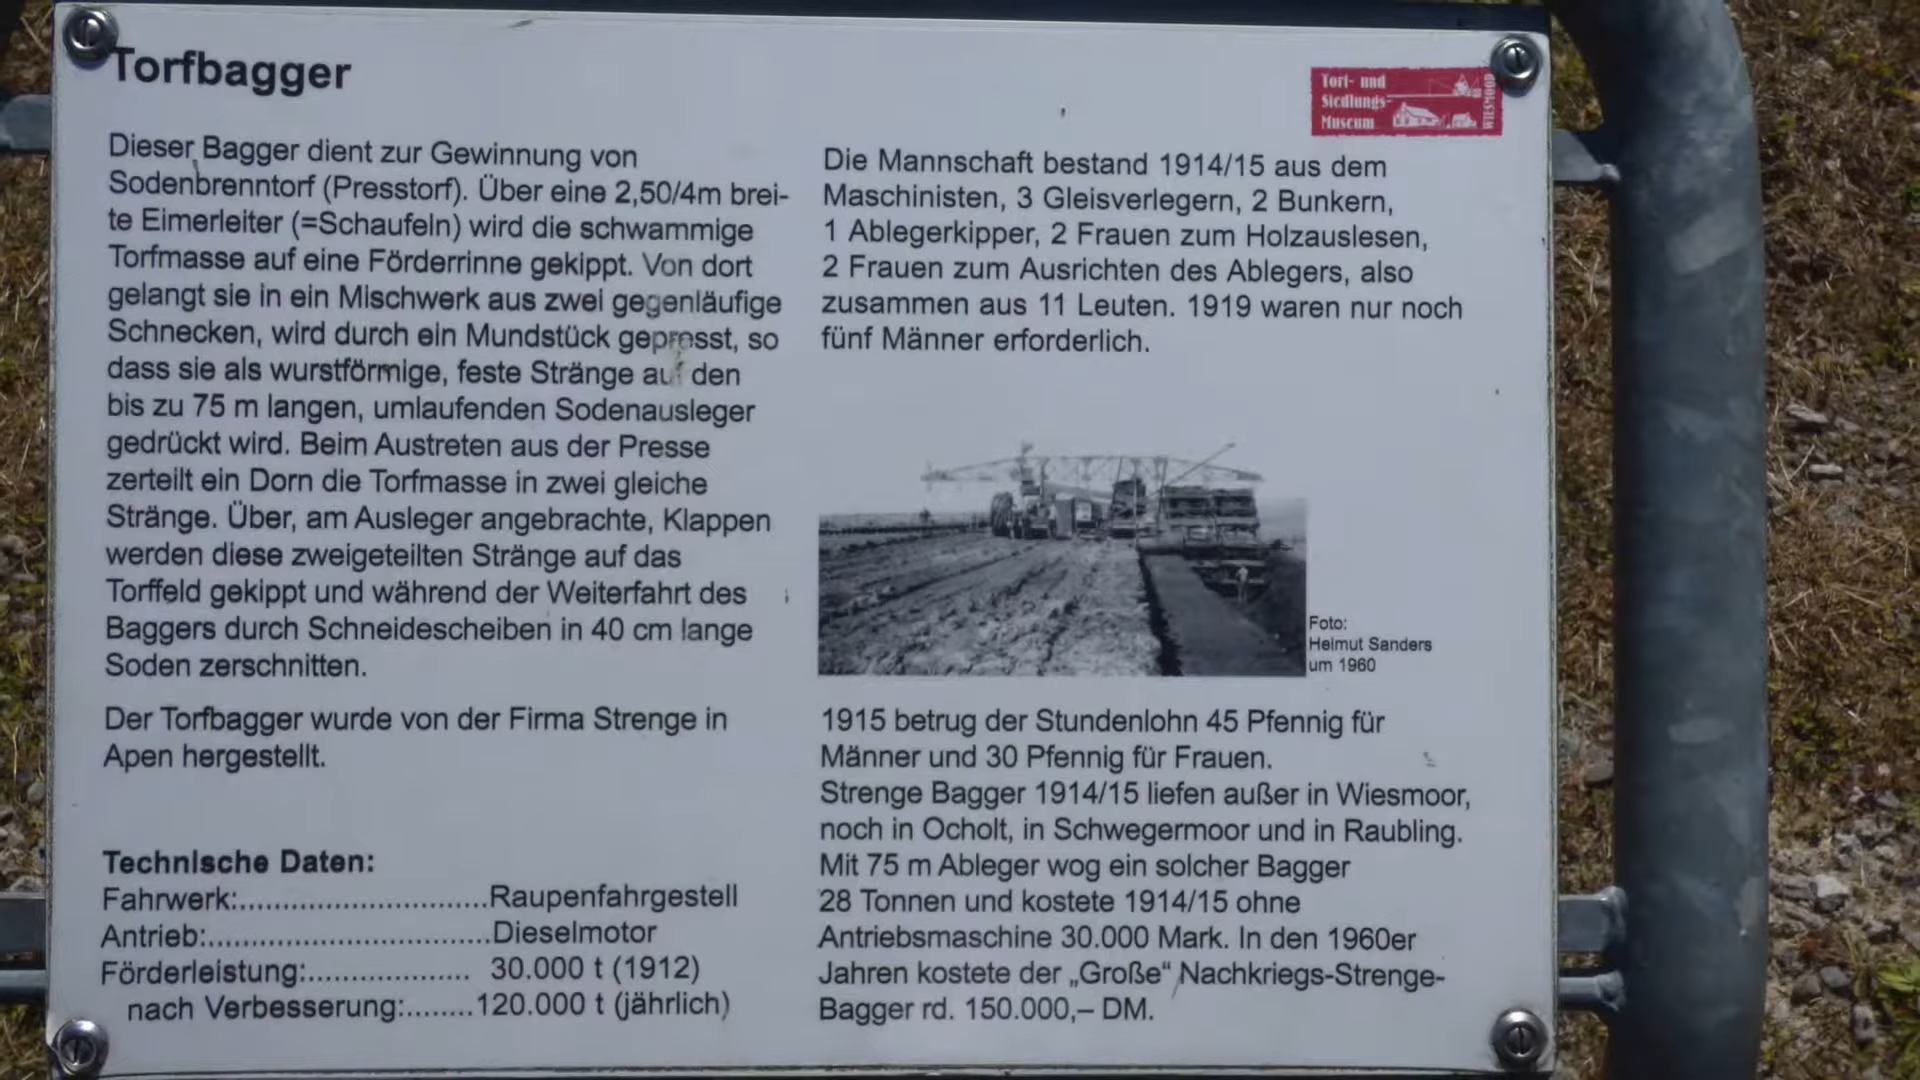 Torfbagger
Dieser Bagger dient zur Gewinnung von
Sodenbrenntorf (Presstorf). Über eine 2,50/4m brei-
te Eimerleiter (=Schaufeln) wird die schwammige
Torfmasse auf eine Förderrinne gekippt. Von dort
gelangt sie in ein Mischwerk aus zwei gegenläufige
Schnecken, wird durch ein Mundstück gepresst, so
dass sie als wurstförmige, feste Stränge auf den
bis zu 75 m langen, umlaufenden Sodenausleger
gedrückt wird. Beim Austreten aus der Presse
zerteilt ein Dorn die Torfmasse in zwei gleiche
Stränge. Über, am Ausleger angebrachte, Klappen
werden diese zweigeteilten Stränge auf das
Torffeld gekippt und während der Weiterfahrt des
Baggers durch Schneidescheiben in 40 cm lange
Soden zerschnitten.
Der Torfbagger wurde von der Firma Strenge in
Apen hergestellt.
Technische Daten:
Fahrwerk:.............................Raupenfahrgestell
Antrieb:.................................Dieselmotor
Förderleistung:................... 30.000 t (1912)
nach Verbesserung:........120.000 t (jährlich)
Torf- und
Siedlungs-
Museum
WIESMOOR
Die Mannschaft bestand 1914/15 aus dem
Maschinisten, 3 Gleisverlegern, 2 Bunkern,
1 Ablegerkipper, 2 Frauen zum Holzauslesen,
2 Frauen zum Ausrichten des Ablegers, also
zusammen aus 11 Leuten. 1919 waren nur noch
fünf Männer erforderlich.
Foto:
Helmut Sanders
um 1960
1915 betrug der Stundenlohn 45 Pfennig für
Männer und 30 Pfennig für Frauen.
Strenge Bagger 1914/15 liefen außer in Wiesmoor,
noch in Ocholt, in Schwegermoor und in Raubling.
Mit 75 m Ableger wog ein solcher Bagger
28 Tonnen und kostete 1914/15 ohne
Antriebsmaschine 30.000 Mark. In den 1960er
Jahren kostete der „Große“ Nachkriegs-Strenge-
Bagger rd. 150.000,– DM.